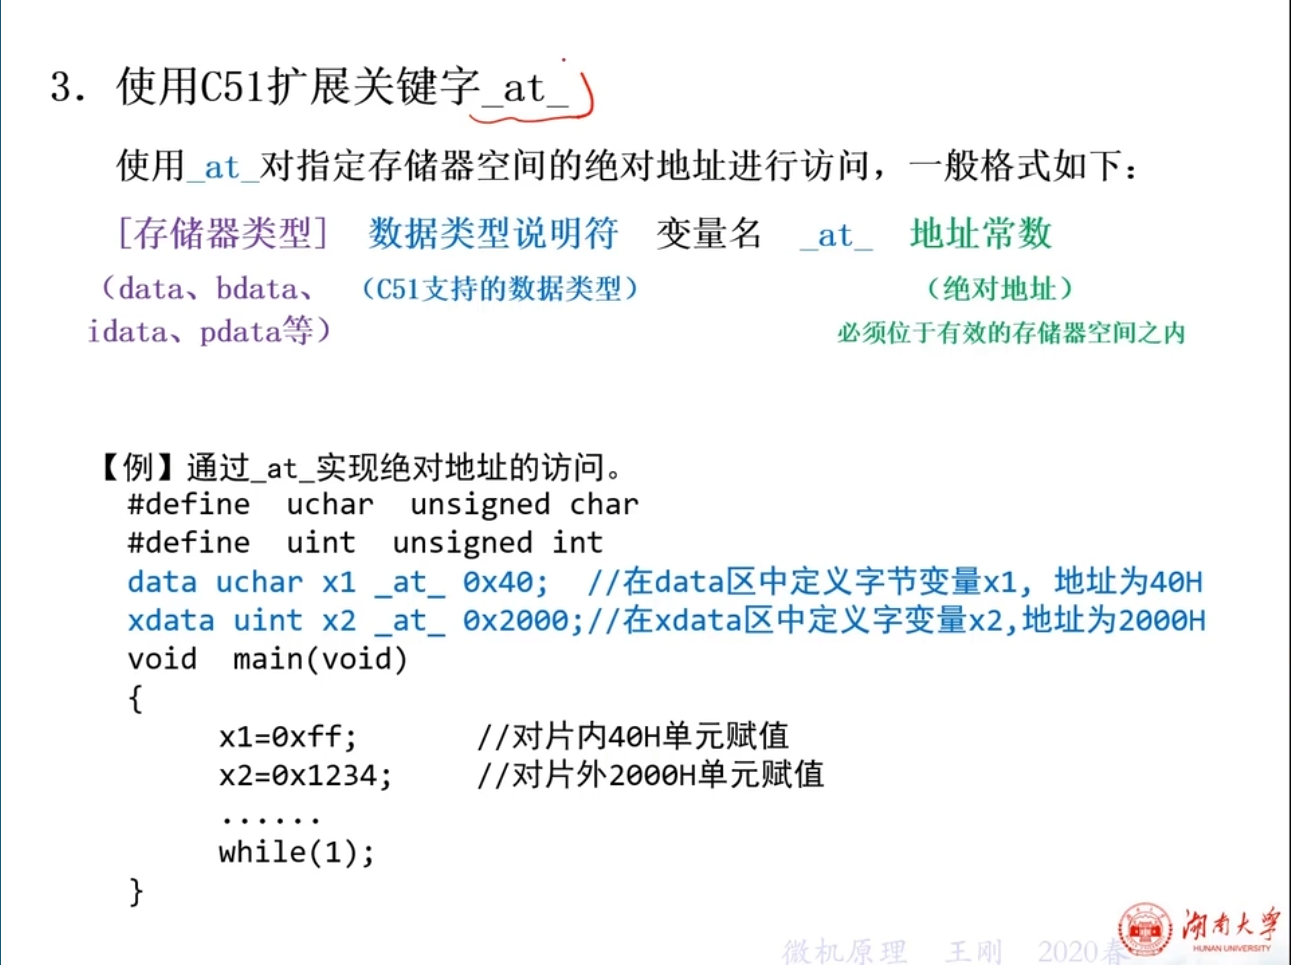 3. 使用C51扩展关键字_at_
使用_at_对指定存储器空间的绝对地址进行访问，一般格式如下：
[存储器类型] 数据类型说明符 变量名 _at_ 地址常数
（data、bdata、 （C51支持的数据类型） （绝对地址）
idata、pdata等） 必须位于有效的存储器空间之内
【例】通过_at_实现绝对地址的访问。
#define uchar unsigned char
#define uint unsigned int
data uchar x1 _at_ 0x40; //在data区中定义字节变量x1, 地址为40H
xdata uint x2 _at_ 0x2000;//在xdata区中定义字变量x2,地址为2000H
void main(void)
{
x1=0xff; //对片内40H单元赋值
x2=0x1234; //对片外2000H单元赋值
......
while(1);
}
湖南大学
HUNAN UNIVERSITY
微机原理 王刚 2020春